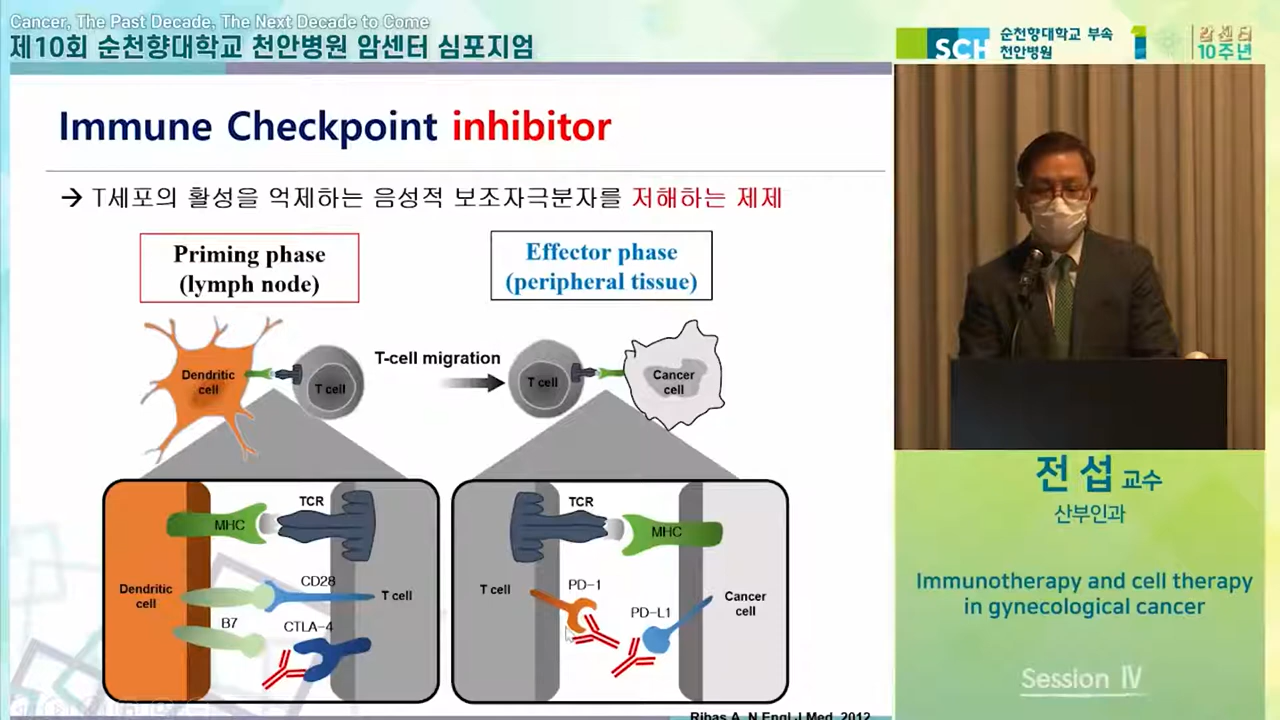 Cancer, The Past Decade, The Next Decade to Come
제10회 순천향대학교 천안병원 암센터 심포지엄
SCH
순천향대학교 부속
천안병원
암센터
10주년
Immune Checkpoint inhibitor
→ T세포의 활성을 억제하는 음성적 보조자극분자를 저해하는 제제
Priming phase
(lymph node)
Effector phase
(peripheral tissue)
Dendritic
cell
T cell
T-cell migration
T cell
Cancer
cell
MHC
TCR
CD28
Dendritic
cell
T cell
B7
CTLA-4
TCR
MHC
PD-1
T cell
PD-L1
Cancer
cell
Ribas A, N Engl J Med, 2012
전 섭 교수
산부인과
Immunotherapy and cell therapy
in gynecological cancer
Session Ⅳ